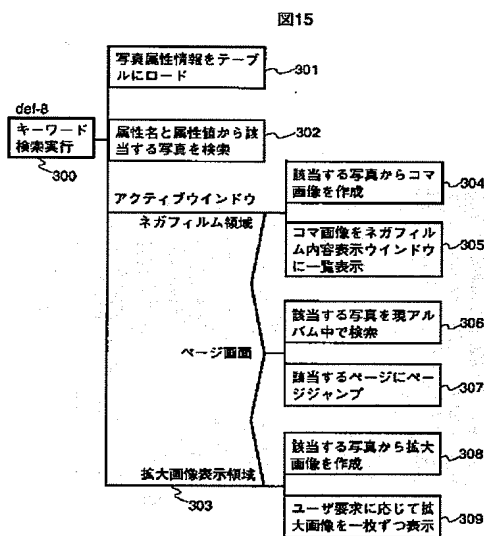 図15
写真属性情報をテーブ
ルにロード
301
def-8
キーワード
検索実行
300
属性名と属性値から該
当する写真を検索
302
アクティブウインドウ
ネガフィルム領域
該当する写真からコマ
画像を作成
304
コマ画像をネガフィル
ム内容表示ウインドウ
に一覧表示
305
ページ画面
該当する写真を現アル
バム中で検索
306
該当するページにペー
ジジャンプ
307
拡大画像表示領域
303
該当する写真から拡大
画像を作成
308
ユーザ要求に応じて拡
大画像を一枚ずつ表示
309